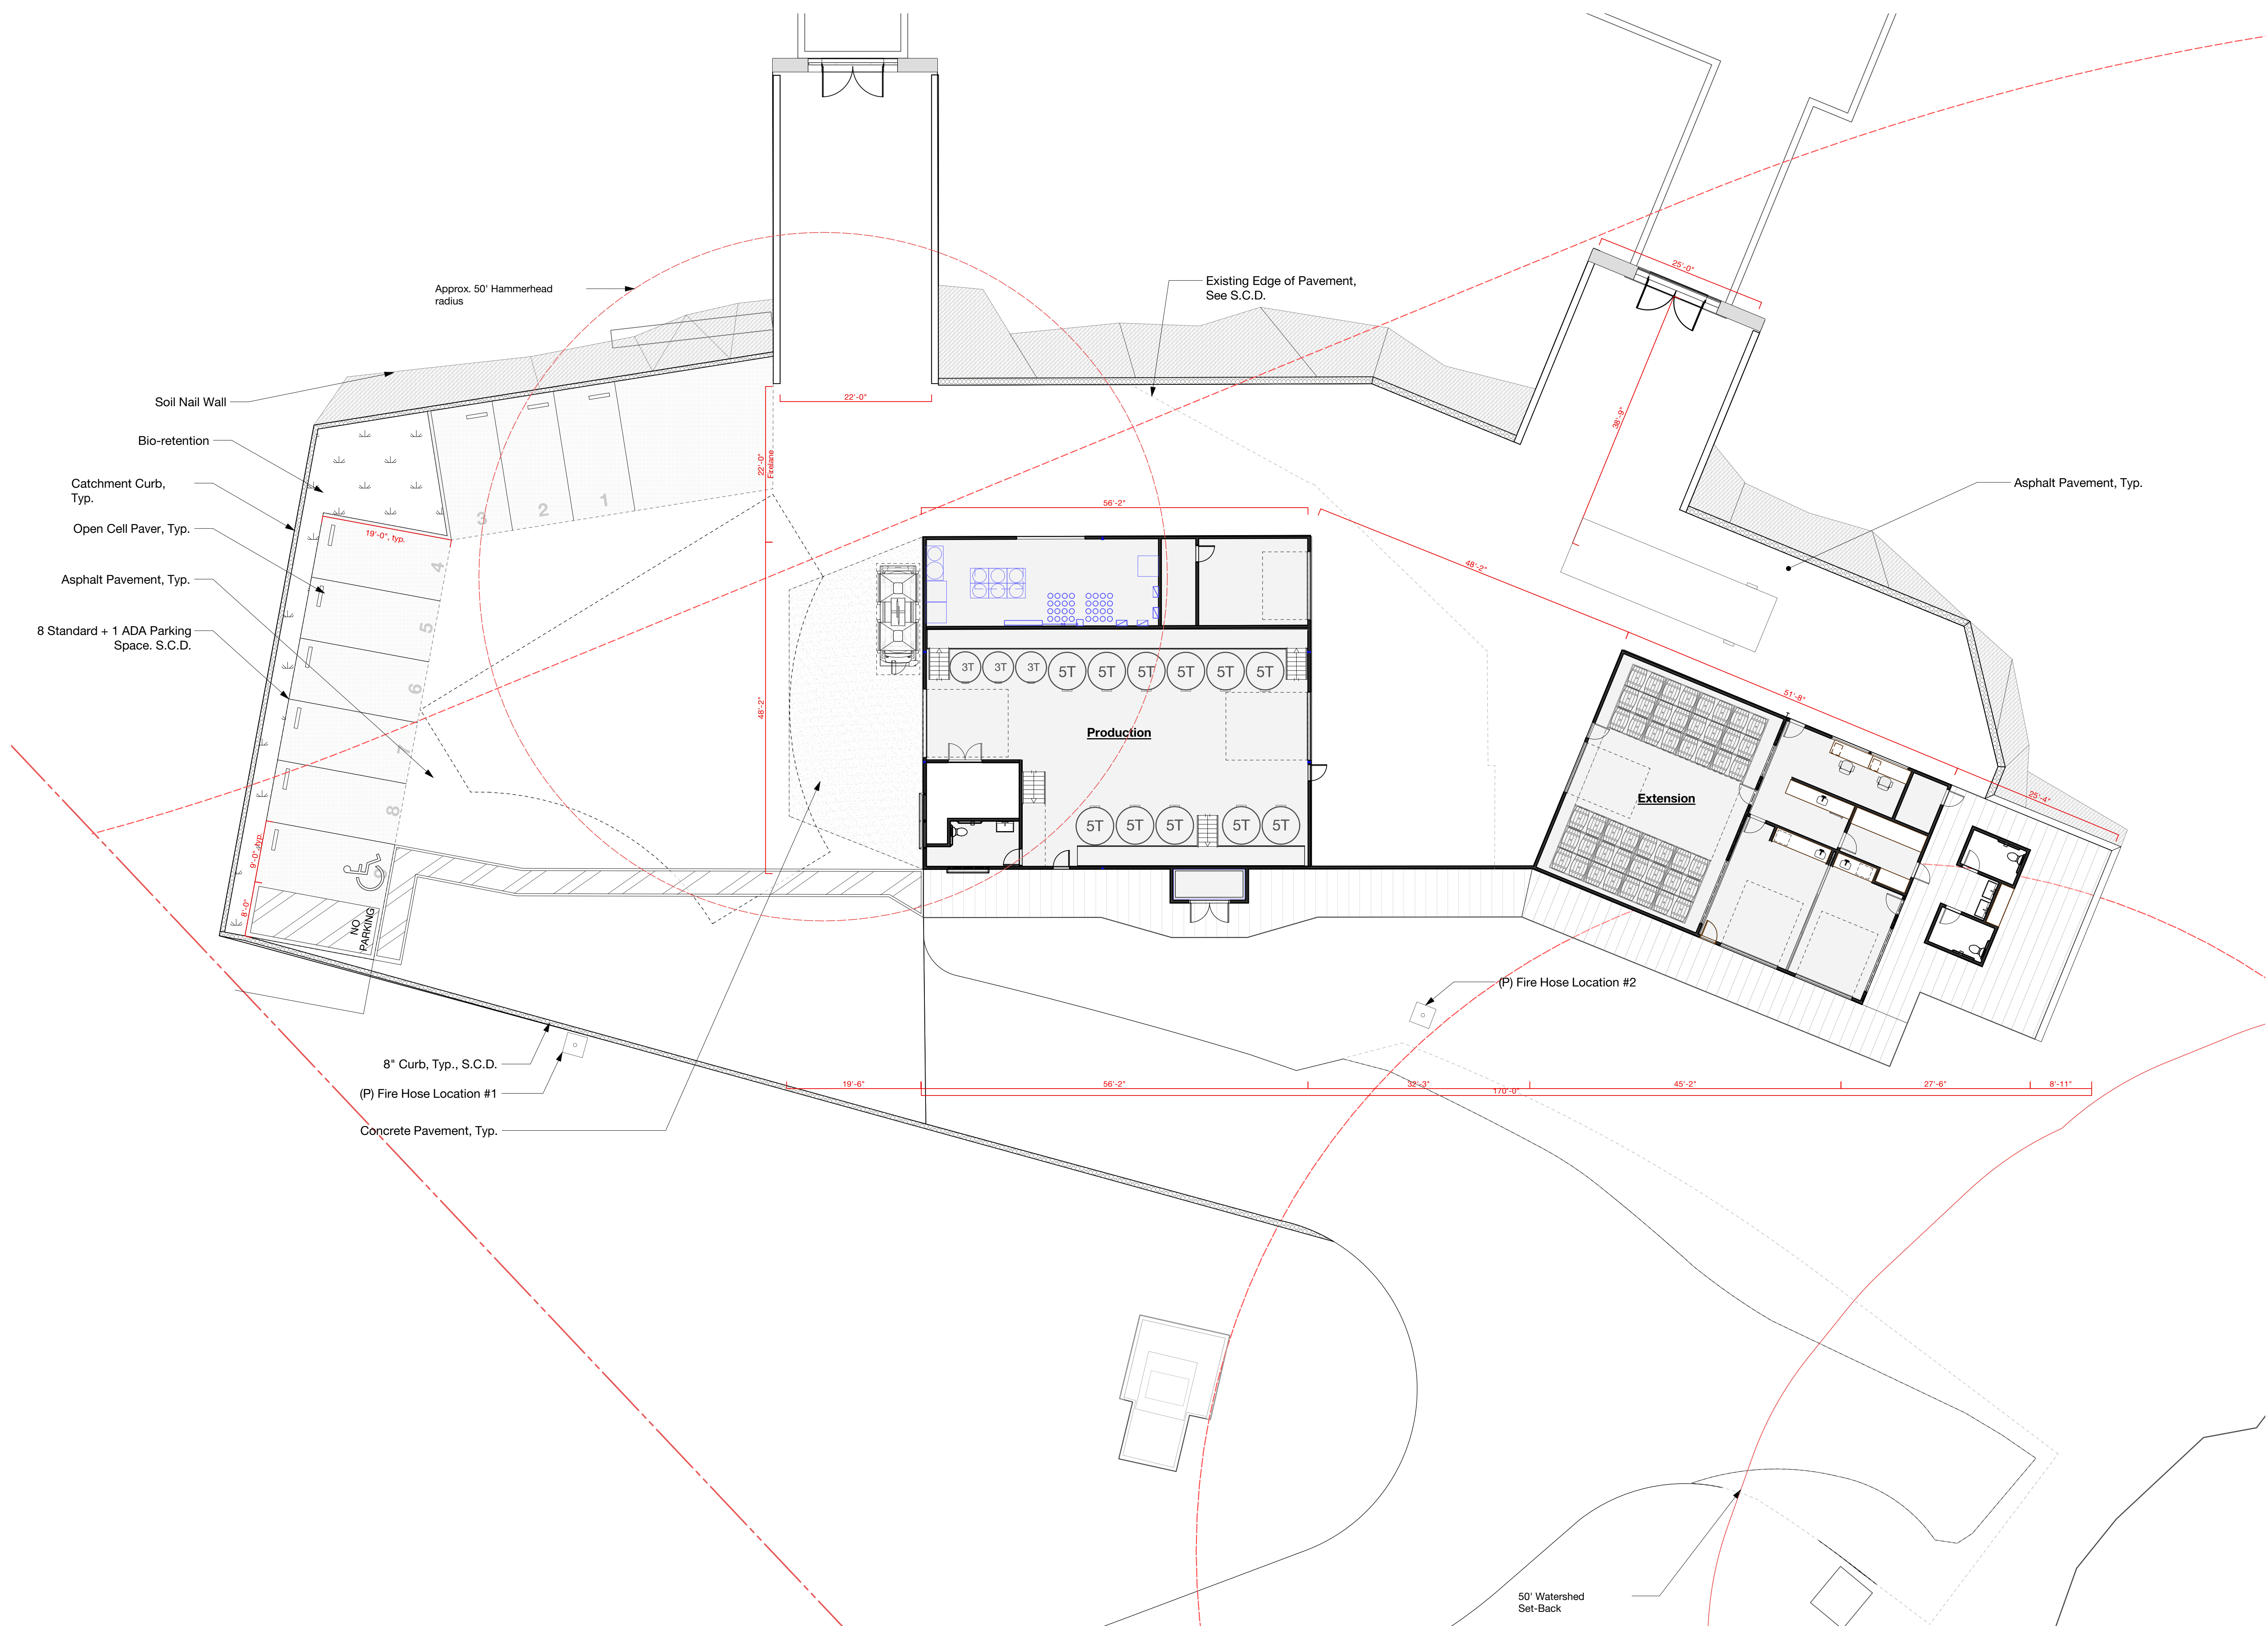 25'-0"
Approx. 50' Hammerhead
radius
Existing Edge of Pavement,
See S.C.D.
38'-9"
Soil Nail Wall
22'-0"
Bio-retention
22'-0"
Firelane
Catchment Curb,
Typ.
Asphalt Pavement, Typ.
3
2
1
56'-2"
Open Cell Paver, Typ.
19'-0", typ.
4
48'-2"
Asphalt Pavement, Typ.
5
8 Standard + 1 ADA Parking
Space. S.C.D.
3T 3T 3T 5T 5T 5T 5T 5T 5T
6
48'-2"
51'-8"
Production
7
Extension
25'-4"
8
5T 5T 5T 5T 5T
9'-0", typ.
9
8'-0"
NO
PARKING
(P) Fire Hose Location #2
8" Curb, Typ., S.C.D.
19'-6"
56'-2"
32'-3"
45'-2"
27'-6"
8'-11"
170'-0"
(P) Fire Hose Location #1
Concrete Pavement, Typ.
50' Watershed
Set-Back